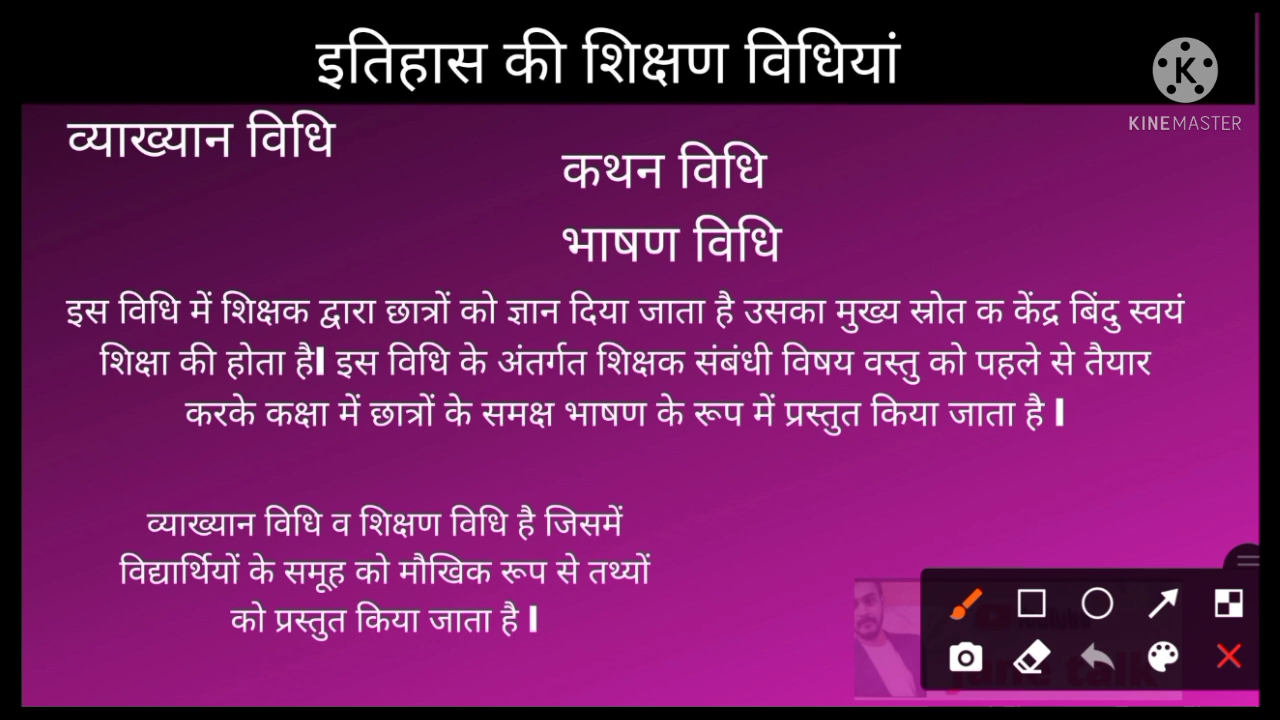 इतिहास की शिक्षण विधियां
KINEMASTER
व्याख्यान विधि
कथन विधि
भाषण विधि
इस विधि में शिक्षक द्वारा छात्रों को ज्ञान दिया जाता है उसका मुख्य स्रोत क केंद्र बिंदु स्वयं
शिक्षा की होता है। इस विधि के अंतर्गत शिक्षक संबंधी विषय वस्तु को पहले से तैयार
करके कक्षा में छात्रों के समक्ष भाषण के रूप में प्रस्तुत किया जाता है ।
व्याख्यान विधि व शिक्षण विधि है जिसमें
विद्यार्थियों के समूह को मौखिक रूप से तथ्यों
को प्रस्तुत किया जाता है ।